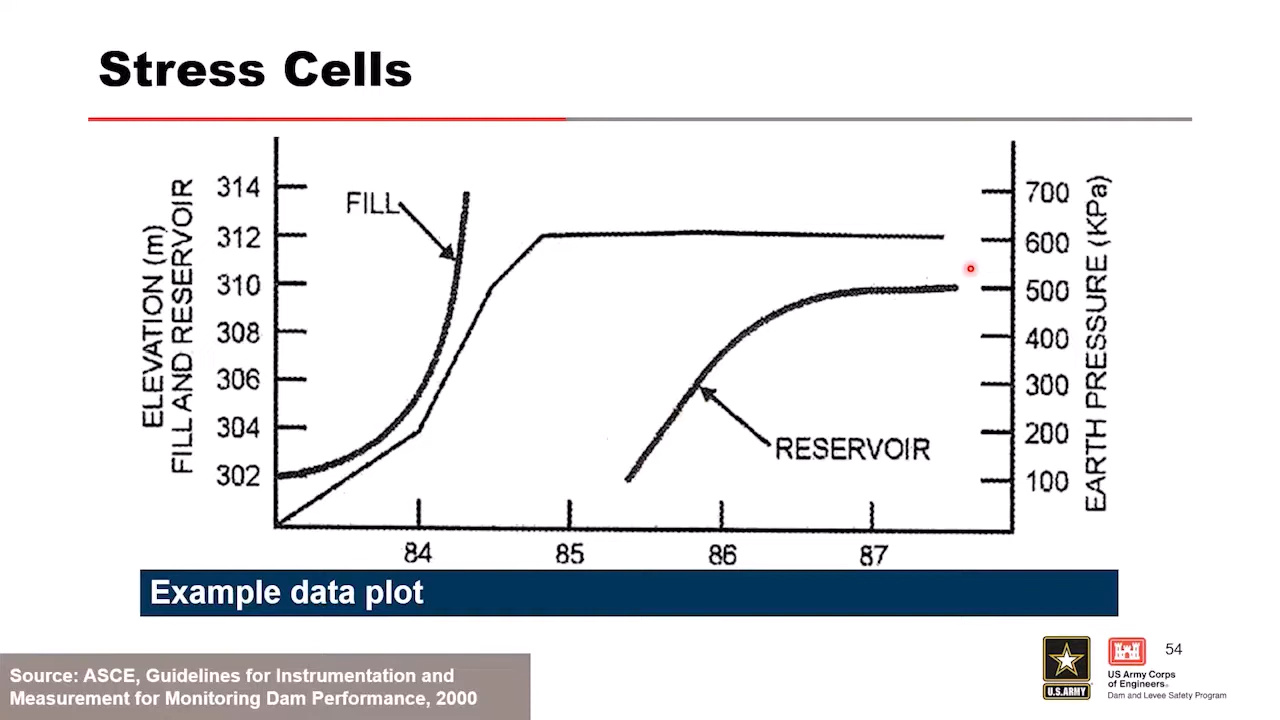 Stress Cells
ELEVATION (m)
FILL AND RESERVOIR
314
312
310
308
306
304
302
FILL
RESERVOIR
700
600
500
400
300
200
100
EARTH PRESSURE (KPa)
84
85
86
87
Example data plot
Source: ASCE, Guidelines for Instrumentation and
Measurement for Monitoring Dam Performance, 2000
U.S.ARMY
US Army Corps
of Engineers®
Dam and Levee Safety Program
54